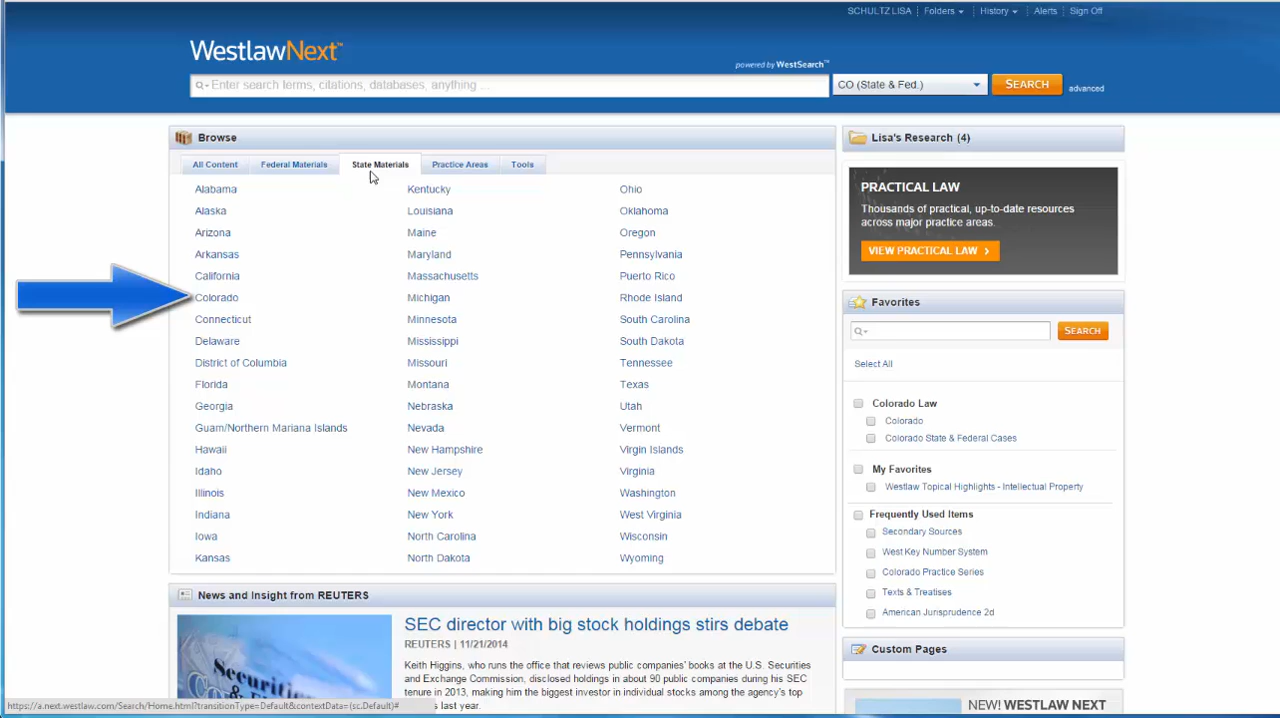 SCHULTZ LISA | Folders | History | Alerts | Sign Off
WestlawNext™
powered by WestSearch™
Enter search terms, citations, databases, anything ...
CO (State & Fed.)
SEARCH
advanced
Browse
All Content
Federal Materials
State Materials
Practice Areas
Tools
Alabama
Alaska
Arizona
Arkansas
California
Colorado
Connecticut
Delaware
District of Columbia
Florida
Georgia
Guam/Northern Mariana Islands
Hawaii
Idaho
Illinois
Indiana
Iowa
Kansas
Kentucky
Louisiana
Maine
Maryland
Massachusetts
Michigan
Minnesota
Mississippi
Missouri
Montana
Nebraska
Nevada
New Hampshire
New Jersey
New Mexico
New York
North Carolina
North Dakota
Ohio
Oklahoma
Oregon
Pennsylvania
Puerto Rico
Rhode Island
South Carolina
South Dakota
Tennessee
Texas
Utah
Vermont
Virgin Islands
Virginia
Washington
West Virginia
Wisconsin
Wyoming
News and Insight from REUTERS
Securities
SEC director with big stock holdings stirs debate
REUTERS | 11/21/2014
Keith Higgins, who runs the office that reviews public companies' books at the U.S. Securities
and Exchange Commission, disclosed holdings in about 90 public companies during his SEC
tenure in 2013, making him the biggest investor in individual stocks among the agency's top
s last year.
Lisa's Research (4)
PRACTICAL LAW
Thousands of practical, up-to-date resources
across major practice areas.
VIEW PRACTICAL LAW
Favorites
SEARCH
Select All
Colorado Law
Colorado
Colorado State & Federal Cases
My Favorites
Westlaw Topical Highlights - Intellectual Property
Frequently Used Items
Secondary Sources
West Key Number System
Colorado Practice Series
Texts & Treatises
American Jurisprudence 2d
Custom Pages
NEW! WESTLAW NEXT
https://a.next.westlaw.com/Search/Home.html?transitionType=Default&contextData=(sc.Default)#